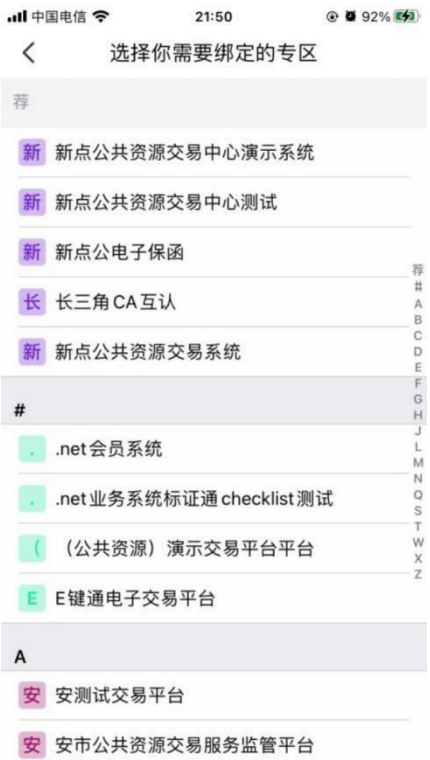 中国电信 21:50 92%
选择你需要绑定的专区
荐
新 新点公共资源交易中心演示系统
新 新点公共资源交易中心测试
新 新点公电子保函
长 长三角CA互认
新 新点公共资源交易系统
#
. .net会员系统
. .net业务系统标证通checklist测试
( （公共资源）演示交易平台平台
E E键通电子交易平台
A
安 安测试交易平台
安 安市公共资源交易服务监管平台
荐
#
A
B
C
D
E
F
G
H
J
L
M
N
Q
S
T
W
X
Z